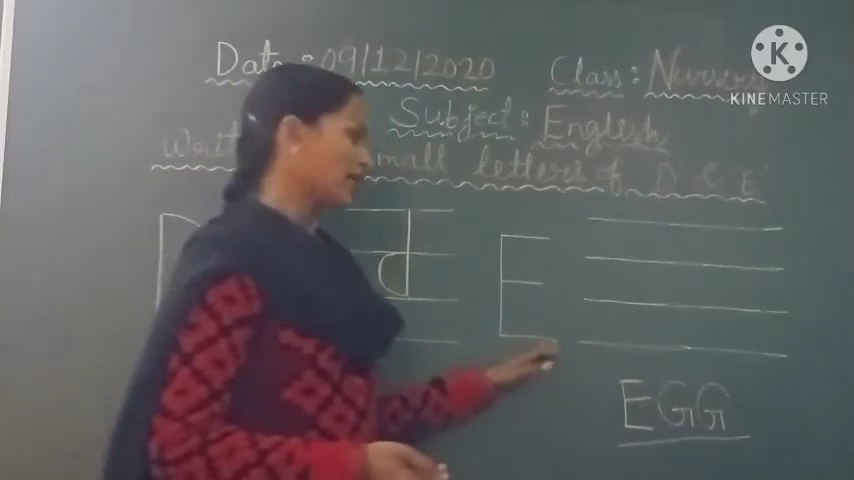 Date: 09/12/2020 Class: Nursery
Subject: English
small letters of D & E
D d E
EGG
K
KINEMASTER